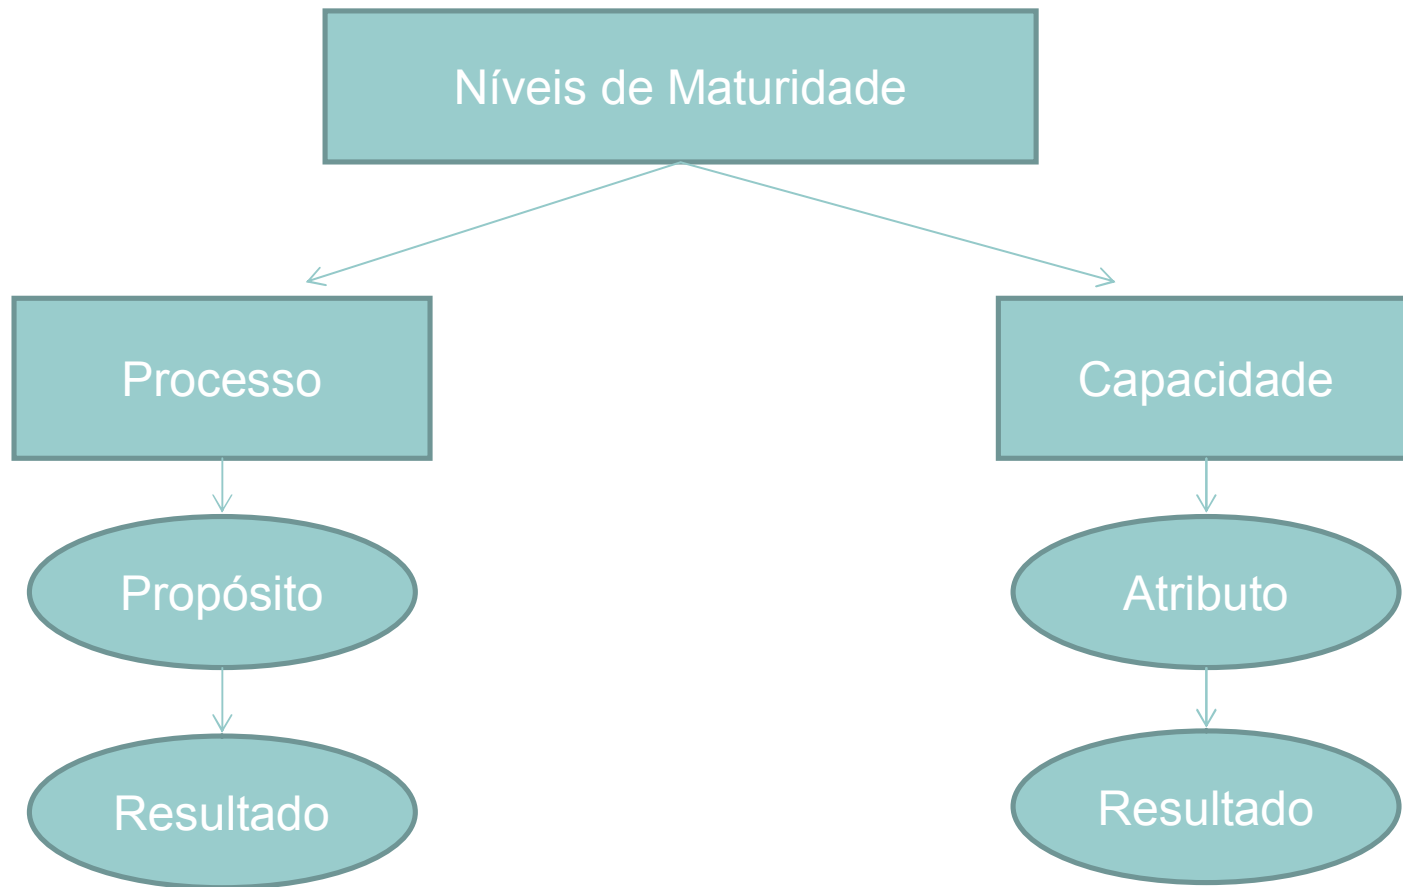 Níveis de Maturidade
Processo
Capacidade
Propósito
Atributo
Resultado
Resultado